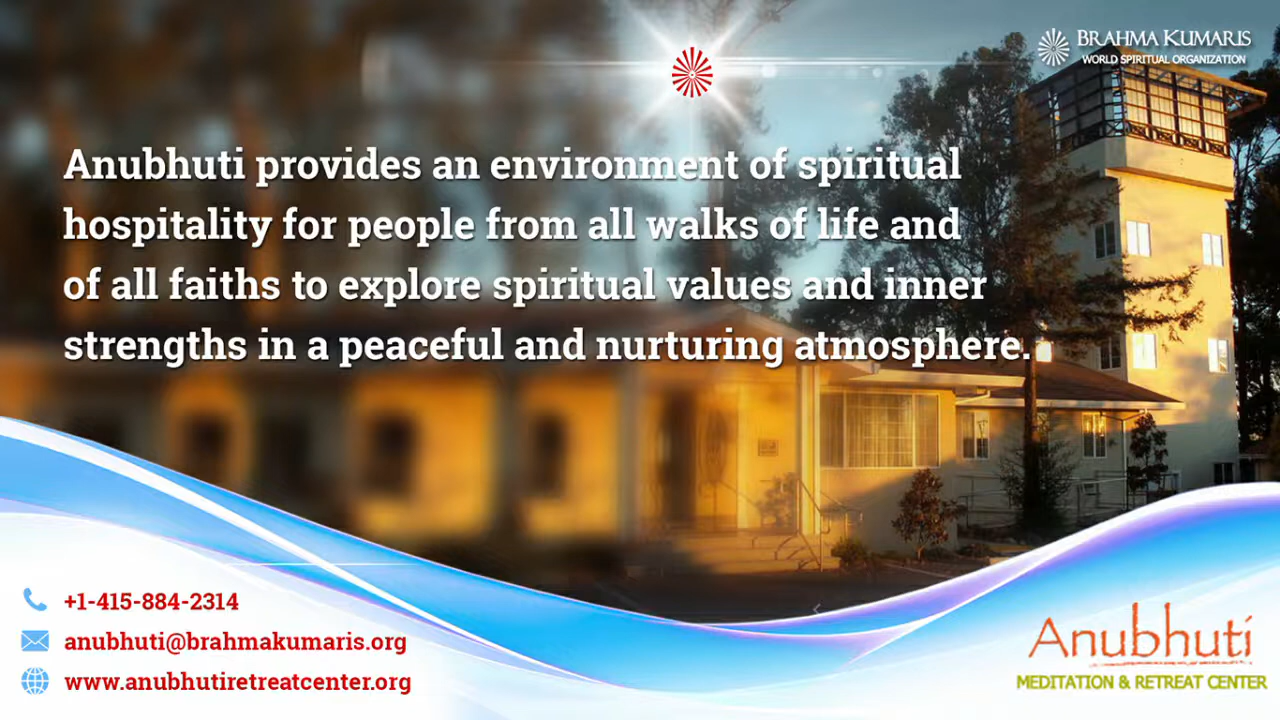 BRAHMA KUMARIS
WORLD SPIRITUAL ORGANIZATION
Anubhuti provides an environment of spiritual
hospitality for people from all walks of life and
of all faiths to explore spiritual values and inner
strengths in a peaceful and nurturing atmosphere.
+1-415-884-2314
anubhuti@brahmakumaris.org
www.anubhutiretreatcenter.org
Anubhuti
MEDITATION & RETREAT CENTER